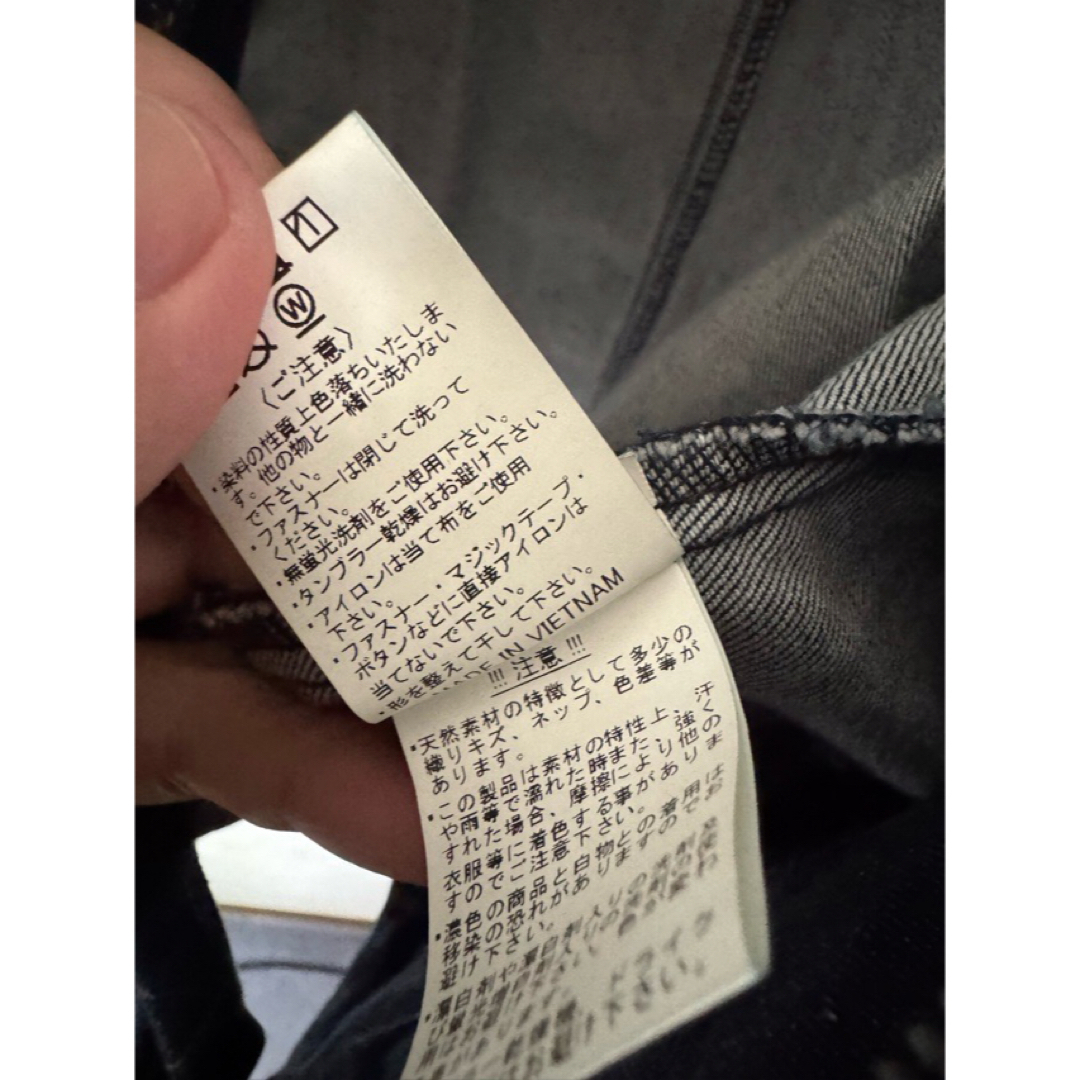 W
〈ご注意〉
・染料の性質上色落ちいたしま
す。他の物と一緒に洗わない
で下さい。
・ファスナーは閉じて洗って
ください。
・無蛍光洗剤をご使用下さい。
・タンブラー乾燥はお避け下さい。
・アイロンは当て布をご使用
下さい。
・ファスナー・マジックテープ・
ボタンなどに直接アイロンは
当てないで下さい。
・形を整えて干して下さい。
MADE IN VIETNAM
!!! 注意 !!!
・天然素材の特徴として多少の
織りキズ、ネップ、色差等が
あります。
・この製品は素材の特性上、汗
や雨等で濡れた時また強く
すれた場合、摩擦により他の
衣服等に着色する事がありま
すのでご注意下さい。
・濃色の商品と白物との着用は
移染の恐れがありますのでお
避け下さい。